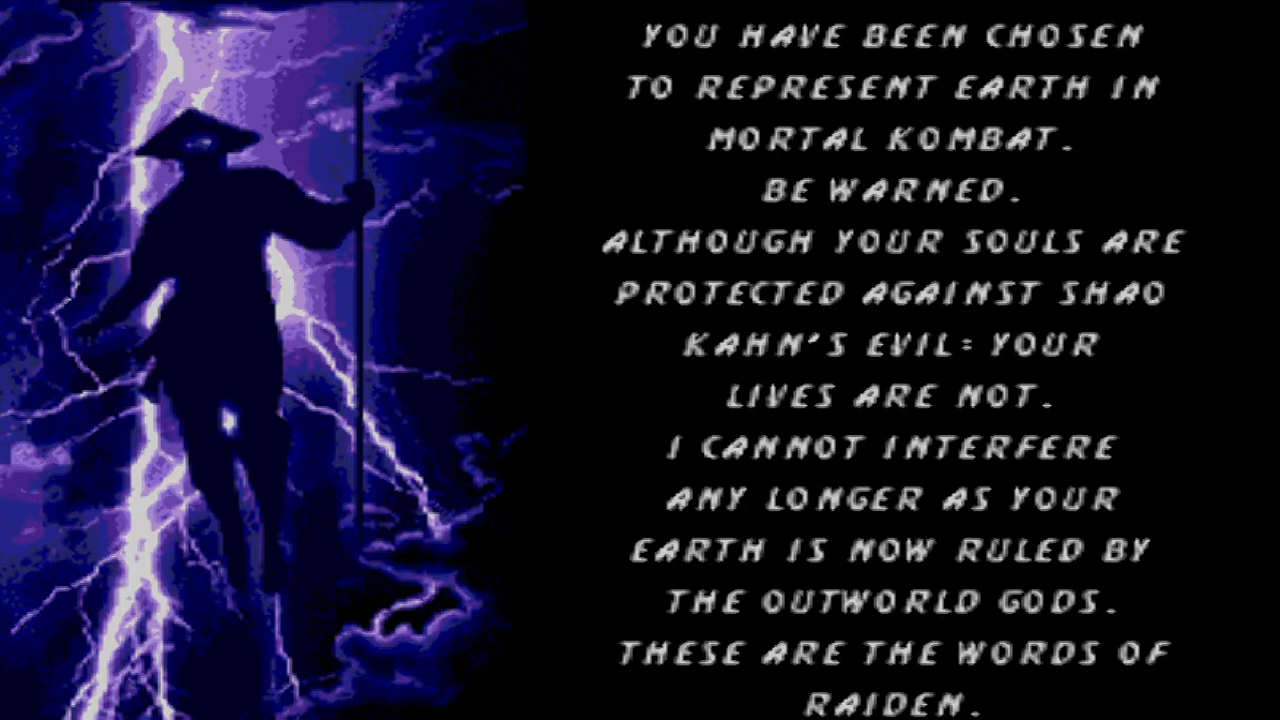 YOU HAVE BEEN CHOSEN
TO REPRESENT EARTH IN
MORTAL KOMBAT.
BE WARNED.
ALTHOUGH YOUR SOULS ARE
PROTECTED AGAINST SHAO
KAHN'S EVIL: YOUR
LIVES ARE NOT.
I CANNOT INTERFERE
ANY LONGER AS YOUR
EARTH IS NOW RULED BY
THE OUTWORLD GODS.
THESE ARE THE WORDS OF
RAIDEN.